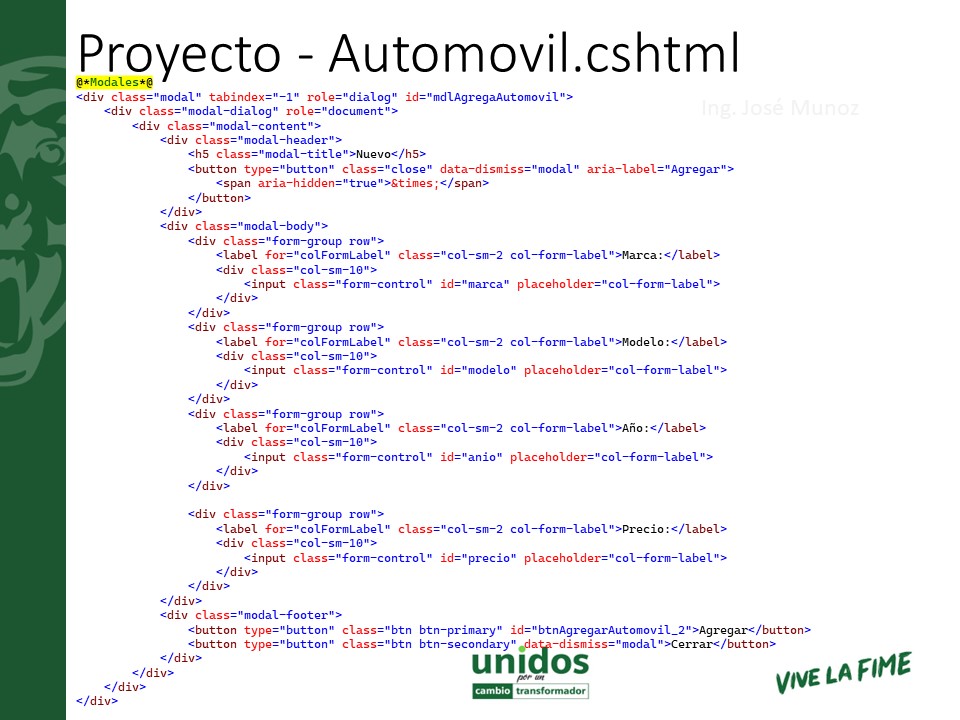 Proyecto - Automovil.cshtml
@*Modales*@
<div class="modal" tabindex="-1" role="dialog" id="mdlAgregaAutomovil">
    <div class="modal-dialog" role="document">
        <div class="modal-content">
            <div class="modal-header">
                <h5 class="modal-title">Nuevo</h5>
                <button type="button" class="close" data-dismiss="modal" aria-label="Agregar">
                    <span aria-hidden="true">&times;</span>
                </button>
            </div>
            <div class="modal-body">
                <div class="form-group row">
                    <label for="colFormLabel" class="col-sm-2 col-form-label">Marca:</label>
                    <div class="col-sm-10">
                        <input class="form-control" id="marca" placeholder="col-form-label">
                    </div>
                </div>
                <div class="form-group row">
                    <label for="colFormLabel" class="col-sm-2 col-form-label">Modelo:</label>
                    <div class="col-sm-10">
                        <input class="form-control" id="modelo" placeholder="col-form-label">
                    </div>
                </div>
                <div class="form-group row">
                    <label for="colFormLabel" class="col-sm-2 col-form-label">Año:</label>
                    <div class="col-sm-10">
                        <input class="form-control" id="anio" placeholder="col-form-label">
                    </div>
                </div>

                <div class="form-group row">
                    <label for="colFormLabel" class="col-sm-2 col-form-label">Precio:</label>
                    <div class="col-sm-10">
                        <input class="form-control" id="precio" placeholder="col-form-label">
                    </div>
                </div>
            </div>
            <div class="modal-footer">
                <button type="button" class="btn btn-primary" id="btnAgregarAutomovil_2">Agregar</button>
                <button type="button" class="btn btn-secondary" data-dismiss="modal">Cerrar</button>
            </div>
        </div>
    </div>
</div>
Ing. José Munoz
unidos
por un
cambio transformador
VIVE LA FIME